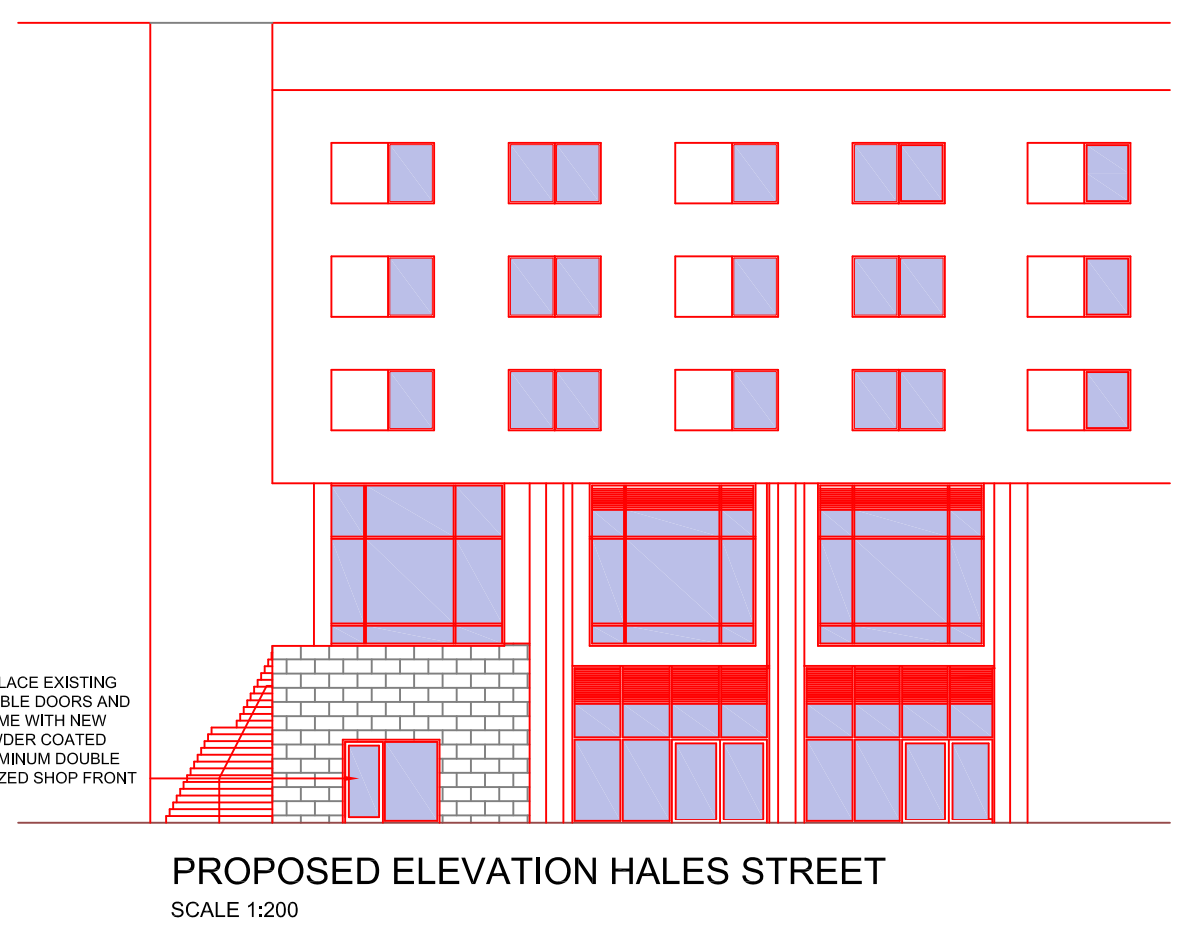 LACE EXISTING
BLE DOORS AND
ME WITH NEW
DER COATED
MINUM DOUBLE
ZED SHOP FRONT
PROPOSED ELEVATION HALES STREET
SCALE 1:200